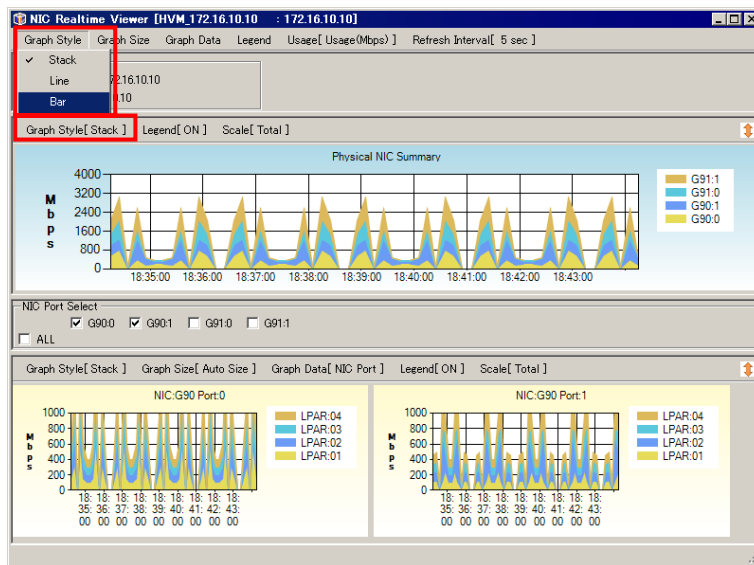 NIC Realtime Viewer [HVM_172.16.10.10 : 172.16.10.10]
Graph Style Graph Size Graph Data Legend Usage[ Usage(Mbps) ] Refresh Interval[ 5 sec ]
✓ Stack
Line
Bar
72.16.10.10
0.10
Graph Style[ Stack ] Legend[ ON ] Scale[ Total ]
Physical NIC Summary
Mbps
4000
3200
2400
1600
800
0
18:35:00 18:36:00 18:37:00 18:38:00 18:39:00 18:40:00 18:41:00 18:42:00 18:43:00
G91:1
G91:0
G90:1
G90:0
NIC Port Select
G90:0 G90:1 G91:0 G91:1
ALL
Graph Style[ Stack ] Graph Size[ Auto Size ] Graph Data[ NIC Port ] Legend[ ON ] Scale[ Total ]
NIC:G90 Port:0
Mbps
1000
800
600
400
200
0
18: 18: 18: 18: 18: 18: 18: 18: 18:
35: 36: 37: 38: 39: 40: 41: 42: 43:
00 00 00 00 00 00 00 00 00
LPAR:04
LPAR:03
LPAR:02
LPAR:01
NIC:G90 Port:1
Mbps
1000
800
600
400
200
0
18: 18: 18: 18: 18: 18: 18: 18: 18:
35: 36: 37: 38: 39: 40: 41: 42: 43:
00 00 00 00 00 00 00 00 00
LPAR:04
LPAR:03
LPAR:02
LPAR:01